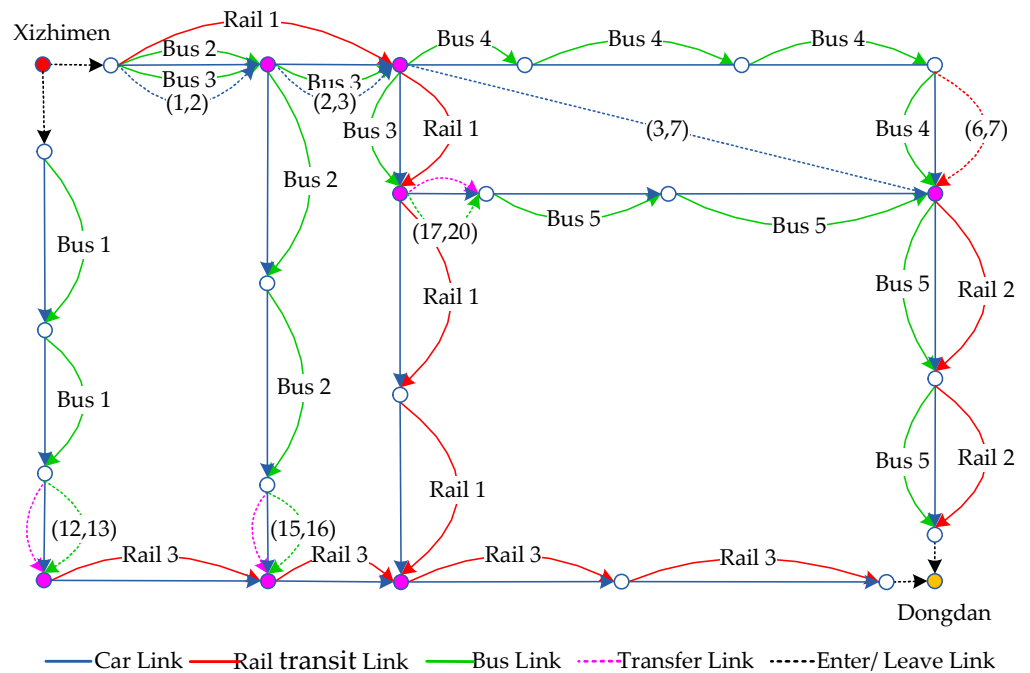 Rail 1
Xizhimen
Bus 2
Bus 4
Bus 4
Bus 4
Bus 3
Bus 3
(1,2)
(2,3)
Bus 3
Rail 1
(3,7)
Bus 4
(6,7)
Bus 2
Bus 5
Bus 5
(17,20)
Bus 1
Rail 1
Bus 5
Rail 2
Bus 1
Bus 2
Bus 5
Rail 2
Rail 1
(12,13)
(15,16)
Rail 3
Rail 3
Rail 3
Rail 3
Dongdan
Car Link
Rail transit Link
Bus Link
Transfer Link
Enter/ Leave Link